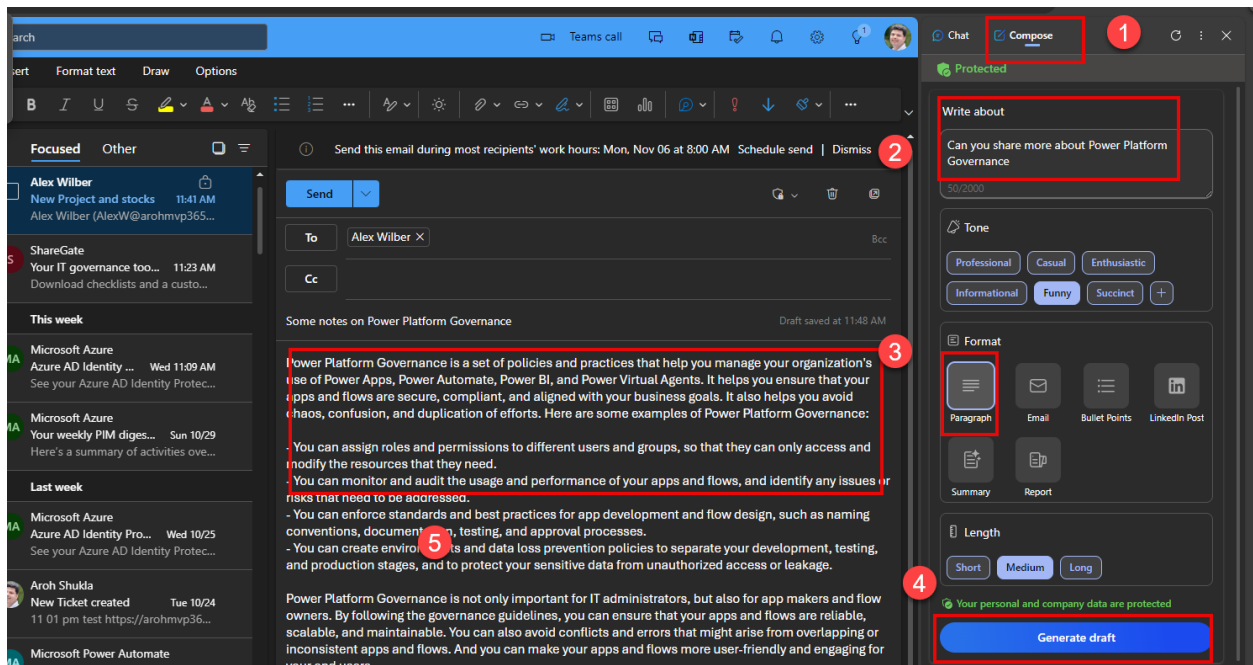 arch
Teams call
1
Chat
Compose
1
Format text
Draw
Options
Protected
B I U S
Write about
Can you share more about Power Platform
Governance
50/2000
Focused
Other
Send this email during most recipients' work hours: Mon, Nov 06 at 8:00 AM Schedule send | Dismiss
2
Alex Wilber
New Project and stocks 11:41 AM
Alex Wilber (AlexW@arohmvp365...
S
ShareGate
Your IT governance too... 11:23 AM
Download checklists and a custo...
This week
MA
Microsoft Azure
Azure AD Identity ... Wed 11:09 AM
See your Azure AD Identity Protec...
MA
Microsoft Azure
Your weekly PIM diges... Sun 10/29
Here's a summary of activities ove...
Last week
MA
Microsoft Azure
Azure AD Identity Pro... Wed 10/25
See your Azure AD Identity Protec...
Aroh Shukla
New Ticket created Tue 10/24
11 01 pm test https://arohmvp36...
MA
Microsoft Power Automate
Send
To
Alex Wilber
Bcc
Cc
Some notes on Power Platform Governance
Draft saved at 11:48 AM
3
Power Platform Governance is a set of policies and practices that help you manage your organization's
use of Power Apps, Power Automate, Power BI, and Power Virtual Agents. It helps you ensure that your
apps and flows are secure, compliant, and aligned with your business goals. It also helps you avoid
chaos, confusion, and duplication of efforts. Here are some examples of Power Platform Governance:
- You can assign roles and permissions to different users and groups, so that they can only access and
modify the resources that they need.
- You can monitor and audit the usage and performance of your apps and flows, and identify any issues or
risks that need to be addressed.
- You can enforce standards and best practices for app development and flow design, such as naming
conventions, testing, and approval processes.
5
- You can create and data loss prevention policies to separate your development, testing,
and production stages, and to protect your sensitive data from unauthorized access or leakage.
Power Platform Governance is not only important for IT administrators, but also for app makers and flow
owners. By following the governance guidelines, you can ensure that your apps and flows are reliable,
scalable, and maintainable. You can also avoid conflicts and errors that might arise from overlapping or
inconsistent apps and flows. And you can make your apps and flows more user-friendly and engaging for
Tone
Professional
Casual
Enthusiastic
Informational
Funny
Succinct
+
Format
Paragraph
Email
Bullet Points
LinkedIn Post
Summary
Report
Length
Short
Medium
Long
4
Your personal and company data are protected
Generate draft